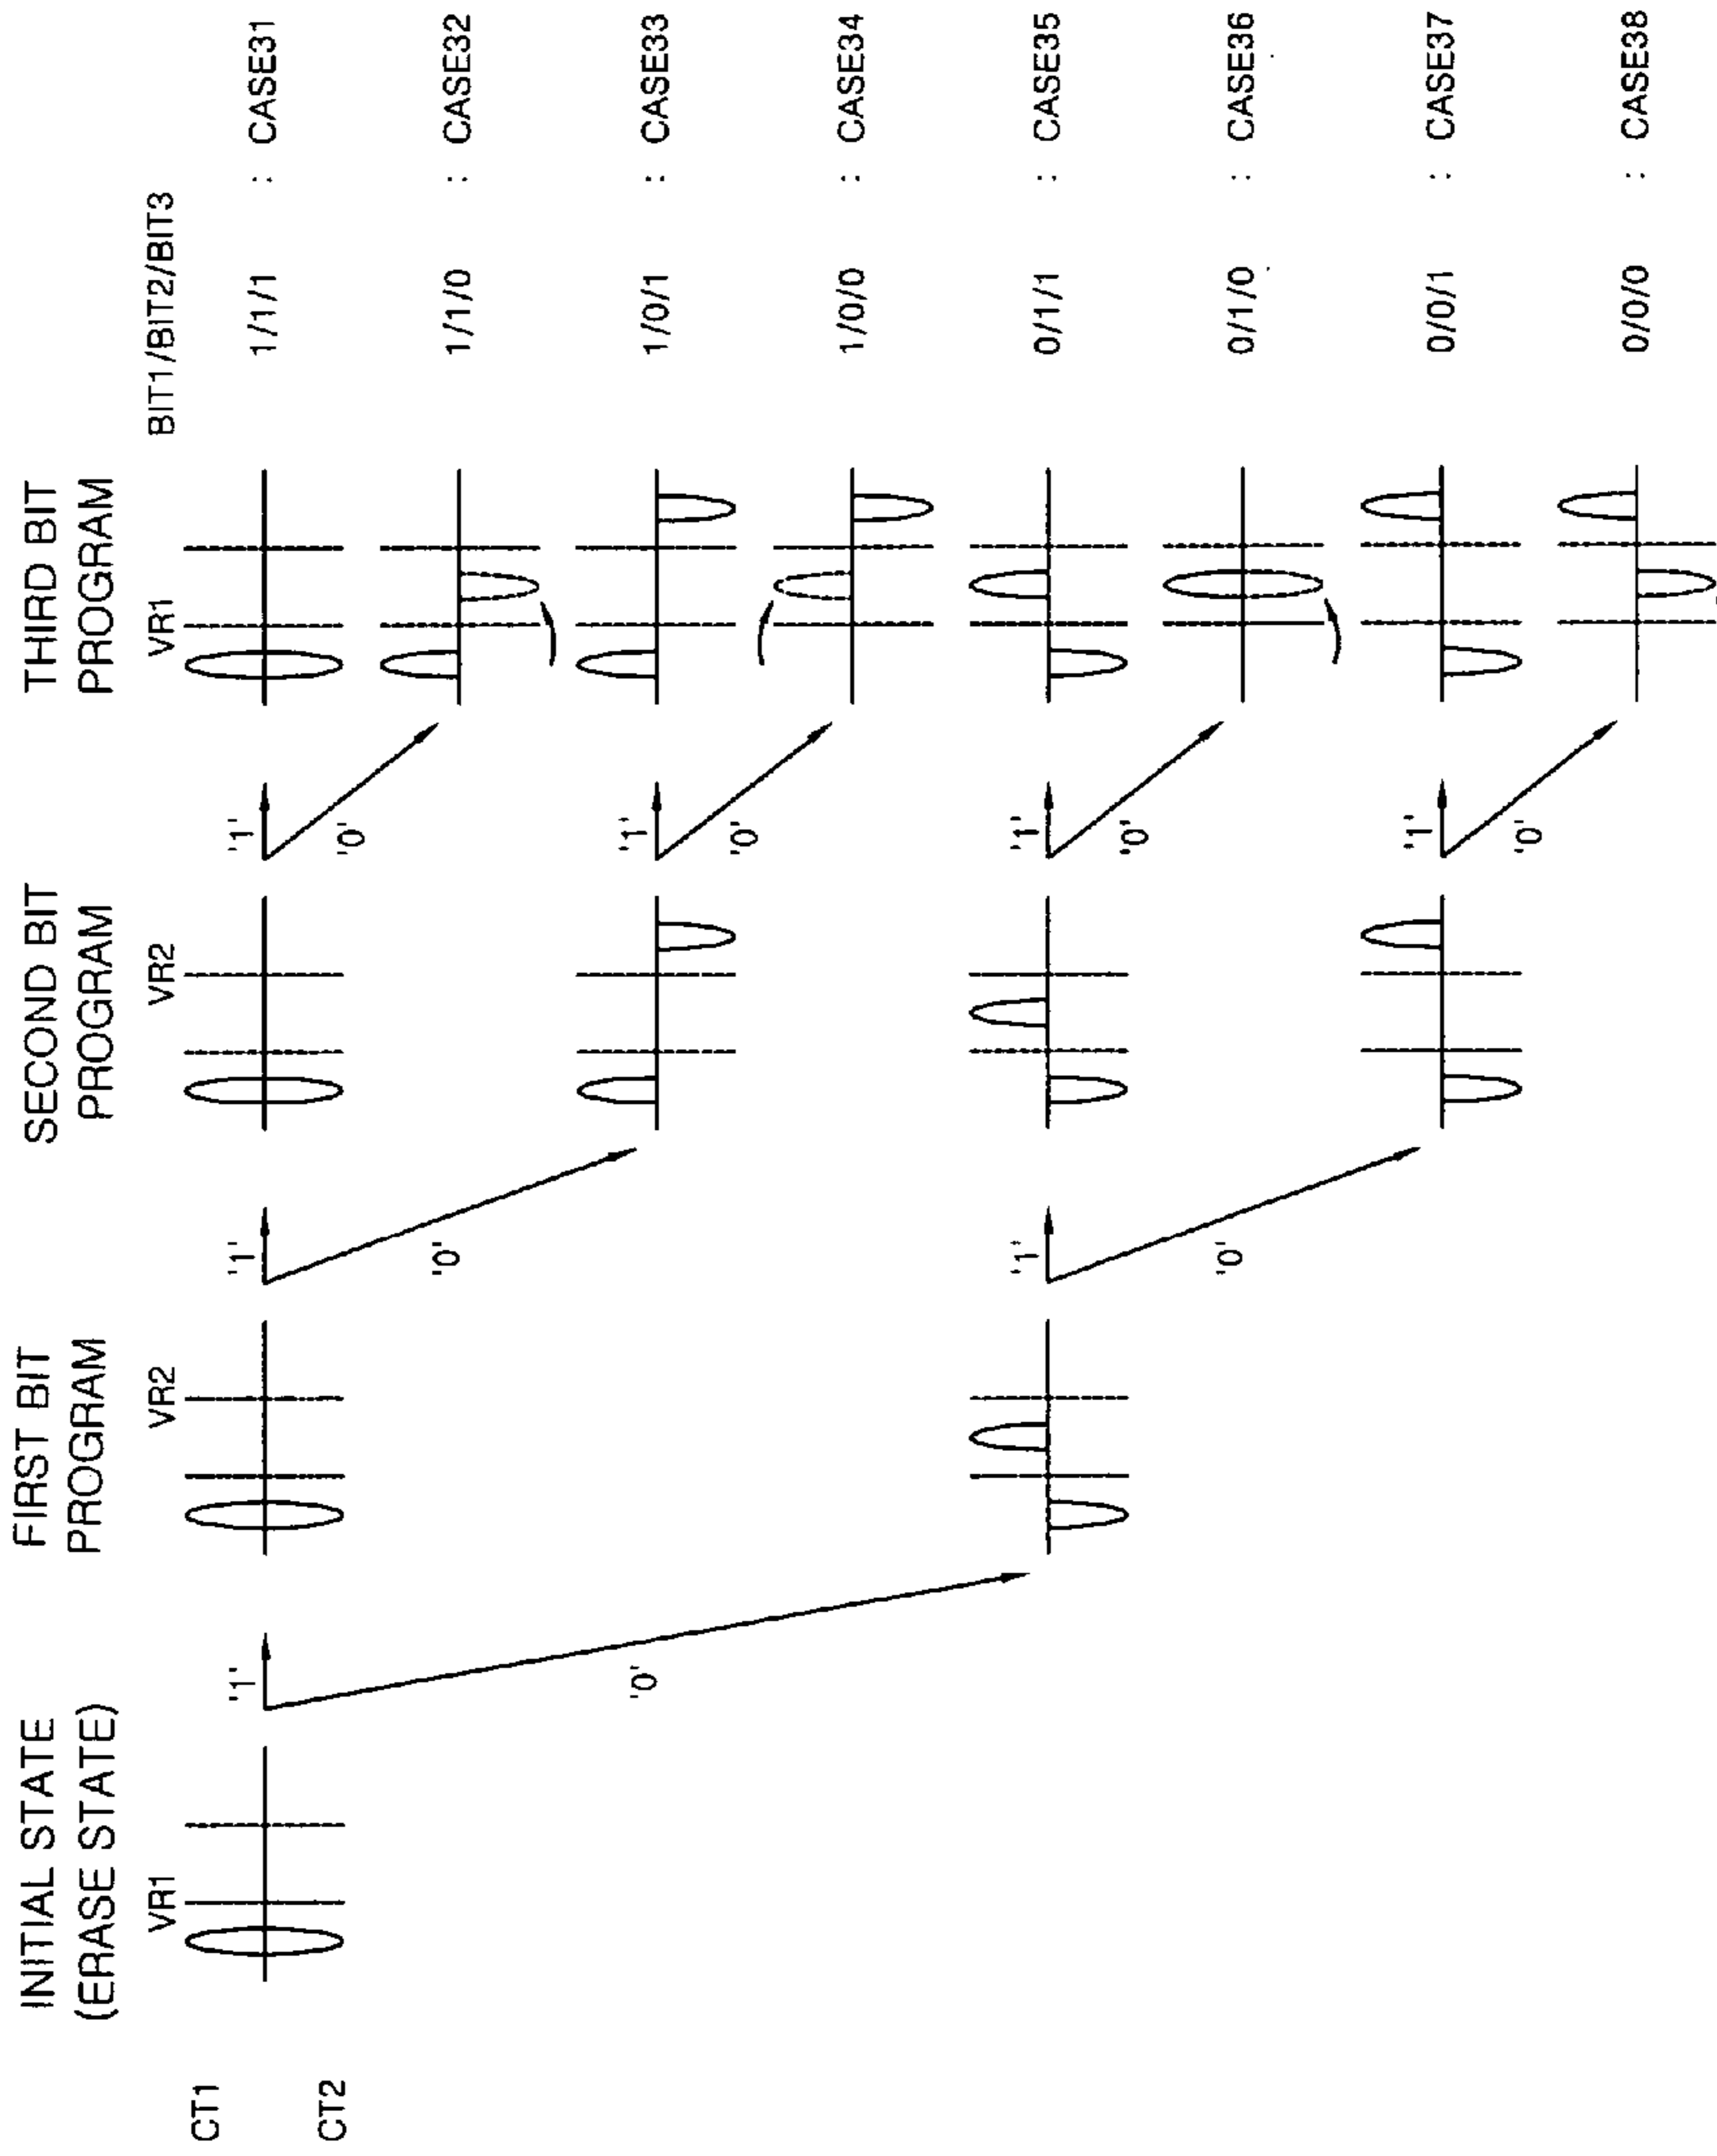 INITIAL STATE
(ERASE STATE)
FIRST BIT
PROGRAM
SECOND BIT
PROGRAM
THIRD BIT
PROGRAM
VR1
VR2
VR2
VR1
BIT1/BIT2/BIT3
CT1
CT2
'1'
'1'
'1'
1/1/1 : CASE31
'0'
1/1/0 : CASE32
'0'
'1'
1/0/1 : CASE33
'0'
'0'
1/0/0 : CASE34
'1'
'1'
0/1/1 : CASE35
'0'
0/1/0 : CASE36
'0'
'1'
0/0/1 : CASE37
'0'
0/0/0 : CASE38